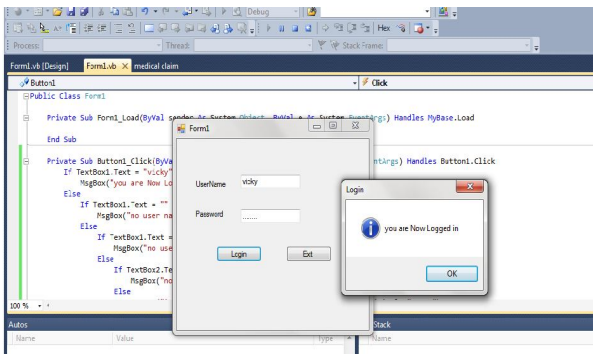 Debug
Hex
Process: Thread: Stack Frame:
Form1.vb [Design] Form1.vb medical claim
Button1 Click
Public Class Form1
Private Sub Form1_Load(ByVal sender As System.Object, ByVal e As System.EventArgs) Handles MyBase.Load
End Sub
Private Sub Button1_Click(ByVa
ntArgs) Handles Button1.Click
If TextBox1.Text = "vicky"
MsgBox("you are Now Lo
Else
If TextBox1.Text = ""
MsgBox("no user na
Else
If TextBox1.Text =
MsgBox("no use
Else
If TextBox2.Te
MsgBox("no
Else
100 %
Form1
UserName vicky
Password
Login Ext
Login
you are Now Logged in
OK
Autos
Name Value Type
Stack
Name